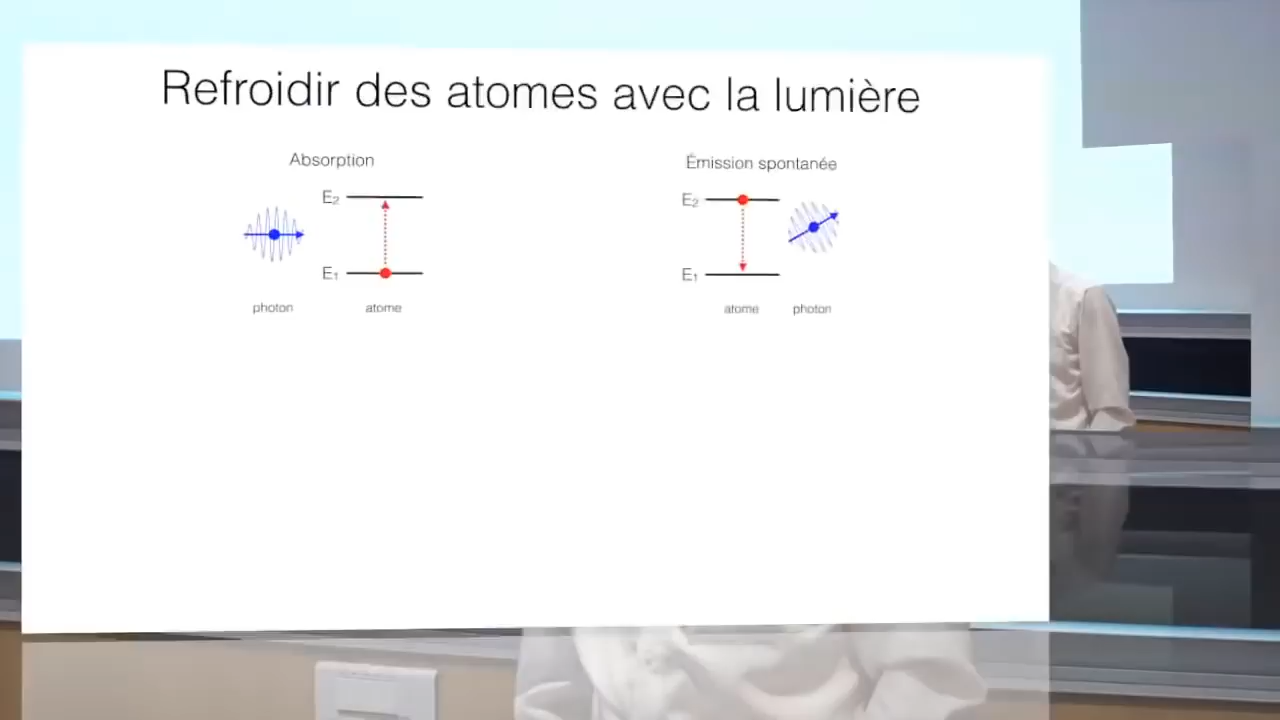 Refroidir des atomes avec la lumière
Absorption
E₂
E₁
photon
atome
Émission spontanée
E₂
E₁
atome
photon